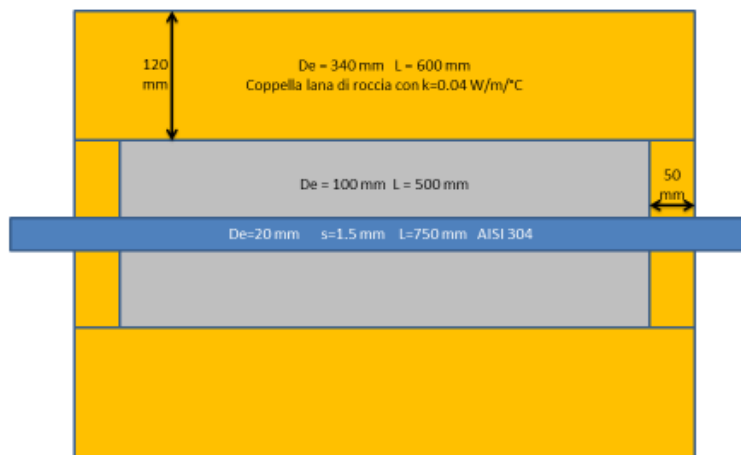 120
mm
De = 340 mm L = 600 mm
Coppella lana di roccia con k=0.04 W/m/°C
De = 100 mm L = 500 mm
50
mm
De=20 mm s=1.5 mm L=750 mm AISI 304